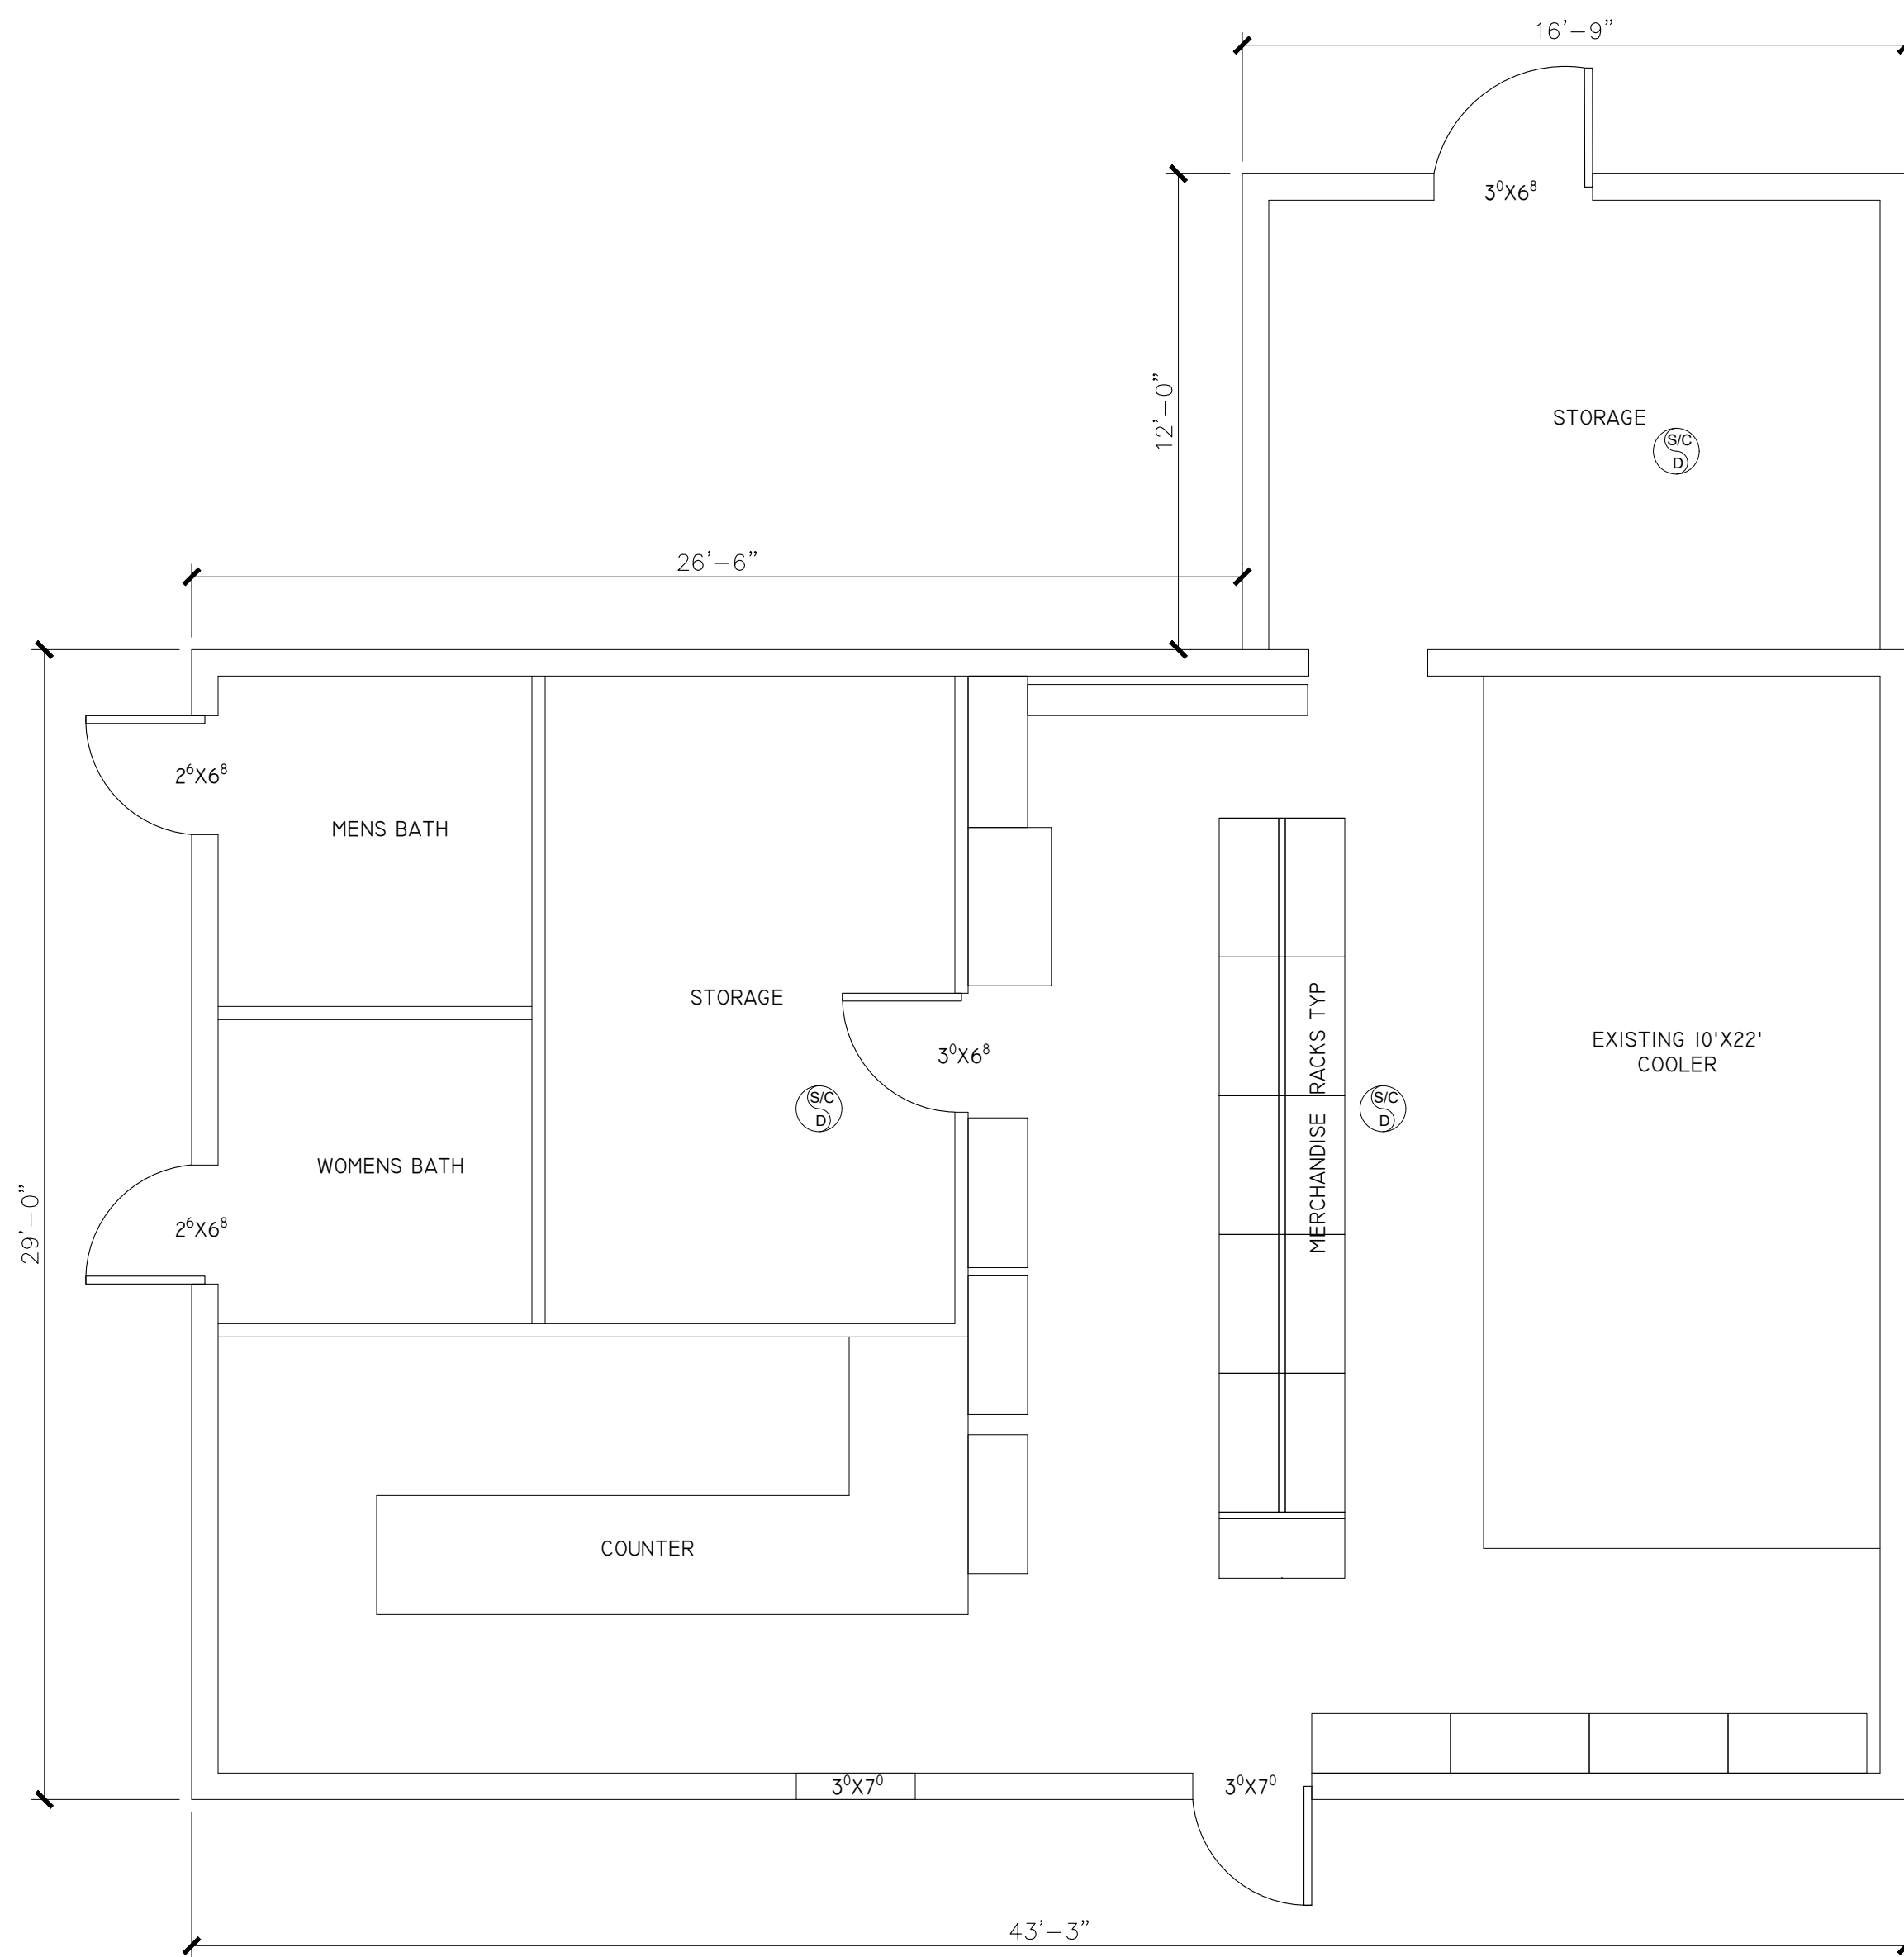 16'-9"
3⁰X6⁸
12'-0"
STORAGE
S/C
D
26'-6"
2⁶X6⁸
MENS BATH
STORAGE
3⁰X6⁸
MERCHANDISE RACKS TYP
EXISTING 10'X22'
COOLER
S/C
D
S/C
D
WOMENS BATH
29'-0"
2⁶X6⁸
COUNTER
3⁰X7⁰
3⁰X7⁰
43'-3"